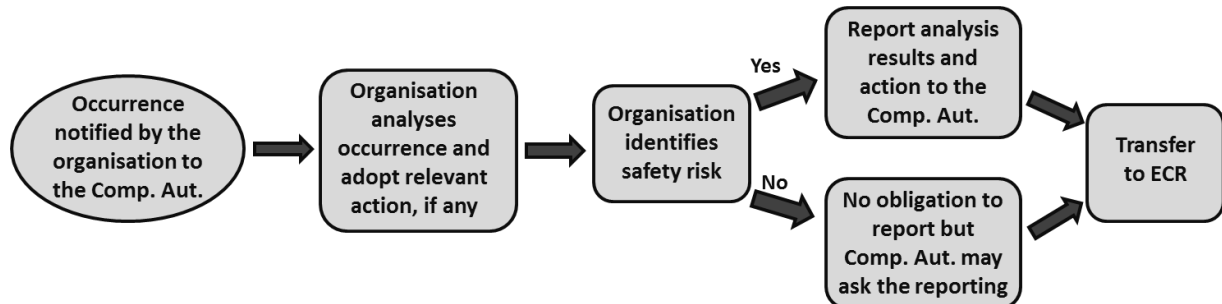 Occurrence
notified by the
organisation to
the Comp. Aut.
Organisation
analyses
occurrence and
adopt relevant
action, if any
Organisation
identifies
safety risk
Yes
Report analysis
results and
action to the
Comp. Aut.
No
No obligation to
report but
Comp. Aut. may
ask the reporting
Transfer
to ECR